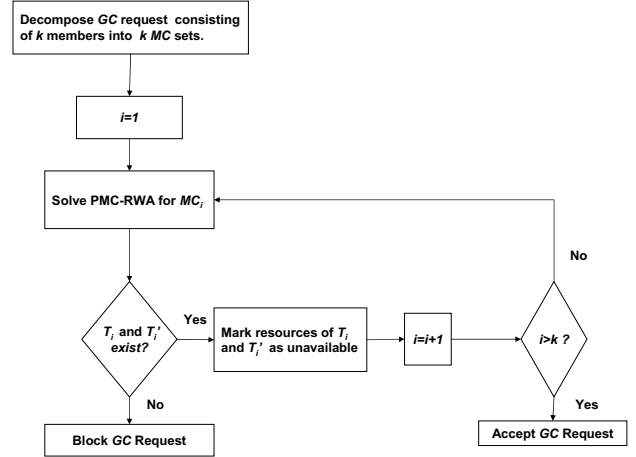 Decompose GC request consisting
of k members into k MC sets.
i=1
Solve PMC-RWA for MCi
No
Ti and Ti’
exist?
Yes
Mark resources of Ti
and Ti’ as unavailable
i=i+1
i>k ?
No
Yes
Block GC Request
Accept GC Request